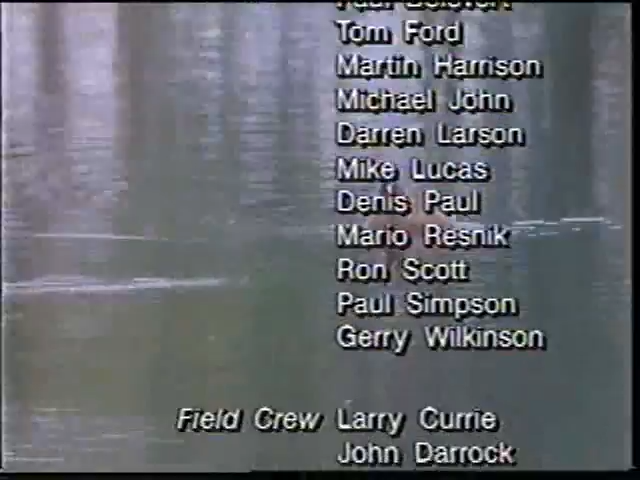 Tom Ford
Martin Harrison
Michael John
Darren Larson
Mike Lucas
Denis Paul
Mario Resnik
Ron Scott
Paul Simpson
Gerry Wilkinson
Field Crew Larry Currie
John Darrock